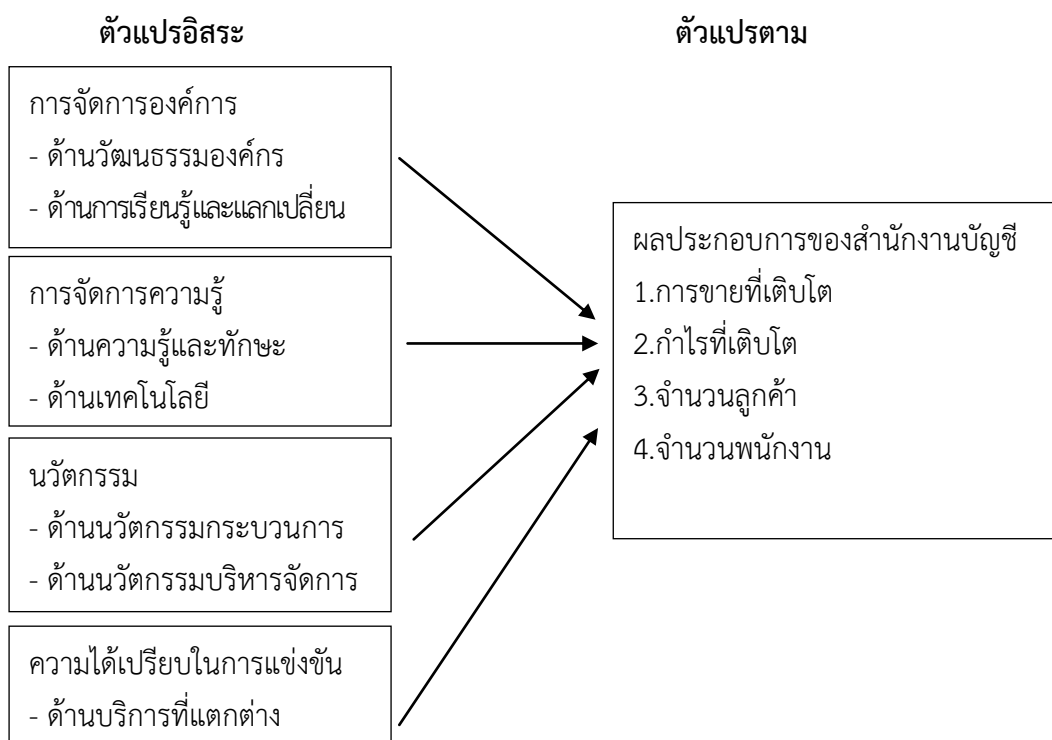 ตัวแปรอิสระ
ตัวแปรตาม
การจัดการองค์การ
- ด้านวัฒนธรรมองค์กร
- ด้านการเรียนรู้และแลกเปลี่ยน
การจัดการความรู้
- ด้านความรู้และทักษะ
- ด้านเทคโนโลยี
นวัตกรรม
- ด้านนวัตกรรมกระบวนการ
- ด้านนวัตกรรมบริหารจัดการ
ความได้เปรียบในการแข่งขัน
- ด้านบริการที่แตกต่าง
ผลประกอบการของสำนักงานบัญชี
1.การขายที่เติบโต
2.กำไรที่เติบโต
3.จำนวนลูกค้า
4.จำนวนพนักงาน